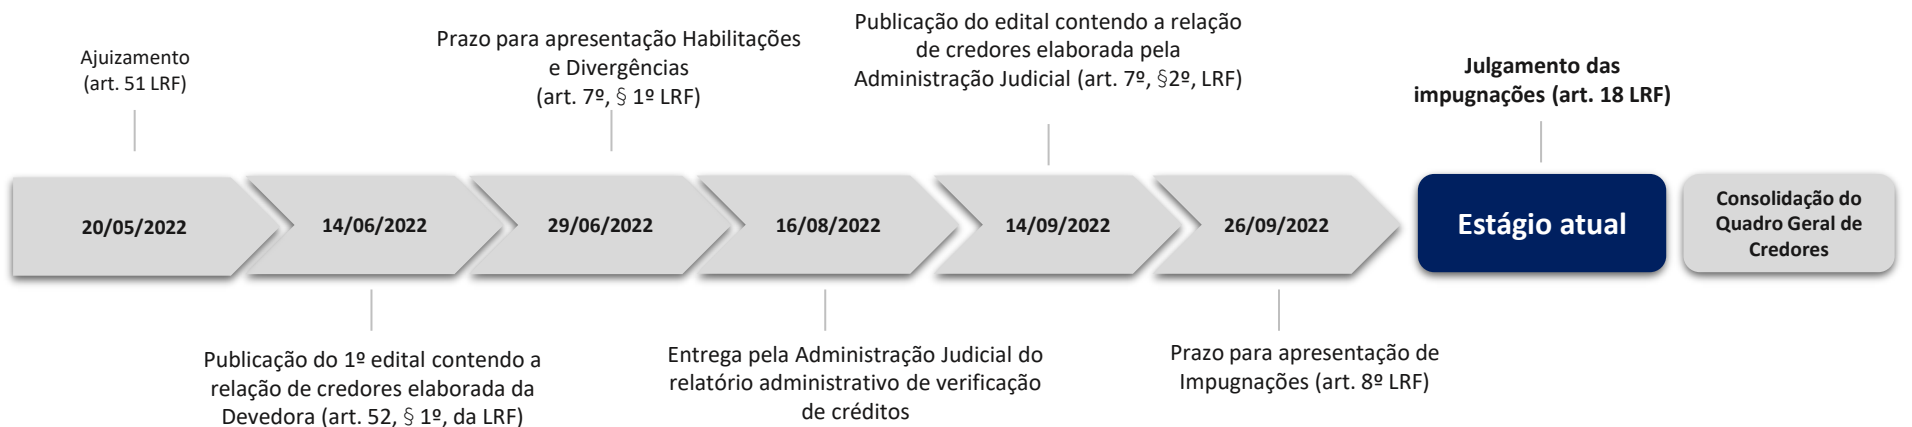 Ajuizamento
(art. 51 LRF)
Prazo para apresentação Habilitações
e Divergências
(art. 7º, § 1º LRF)
Publicação do edital contendo a relação
de credores elaborada pela
Administração Judicial (art. 7º, §2º, LRF)
Julgamento das
impugnações (art. 18 LRF)
20/05/2022
14/06/2022
29/06/2022
16/08/2022
14/09/2022
26/09/2022
Estágio atual
Consolidação do
Quadro Geral de
Credores
Publicação do 1º edital contendo a
relação de credores elaborada da
Devedora (art. 52, § 1º, da LRF)
Entrega pela Administração Judicial do
relatório administrativo de verificação
de créditos
Prazo para apresentação de
Impugnações (art. 8º LRF)